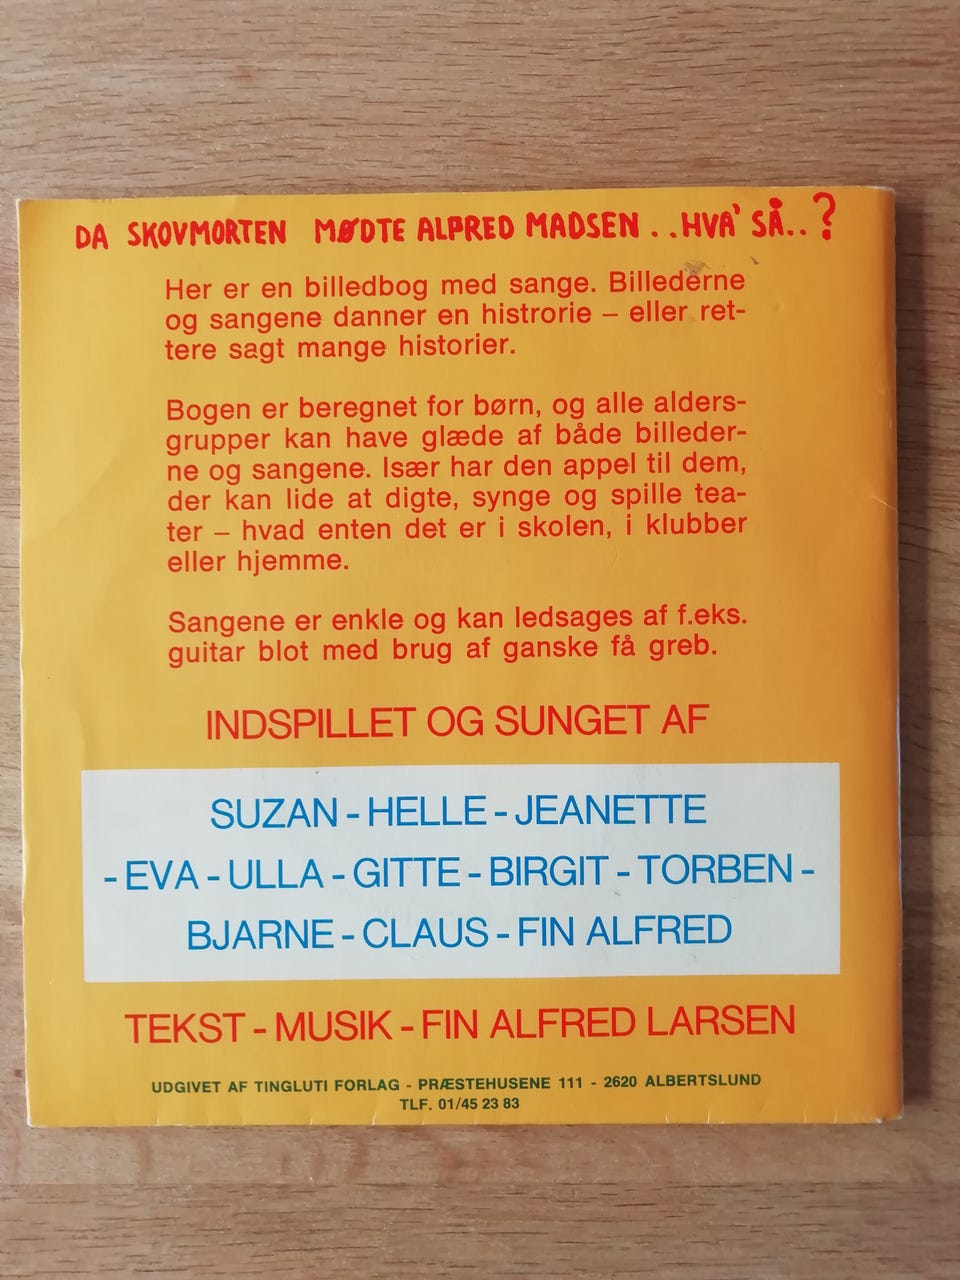 DA SKOVMORTEN MØDTE ALFRED MADSEN . . HVA' SÅ . . ?
Her er en billedbog med sange. Billederne
og sangene danner en histrorie – eller ret-
tere sagt mange historier.
Bogen er beregnet for børn, og alle alders-
grupper kan have glæde af både billeder-
ne og sangene. Især har den appel til dem,
der kan lide at digte, synge og spille tea-
ter – hvad enten det er i skolen, i klubber
eller hjemme.
Sangene er enkle og kan ledsages af f.eks.
guitar blot med brug af ganske få greb.
INDSPILLET OG SUNGET AF
SUZAN - HELLE - JEANETTE
- EVA - ULLA - GITTE - BIRGIT - TORBEN -
BJARNE - CLAUS - FIN ALFRED
TEKST - MUSIK - FIN ALFRED LARSEN
UDGIVET AF TINGLUTI FORLAG - PRÆSTEHUSENE 111 - 2620 ALBERTSLUND
TLF. 01/45 23 83